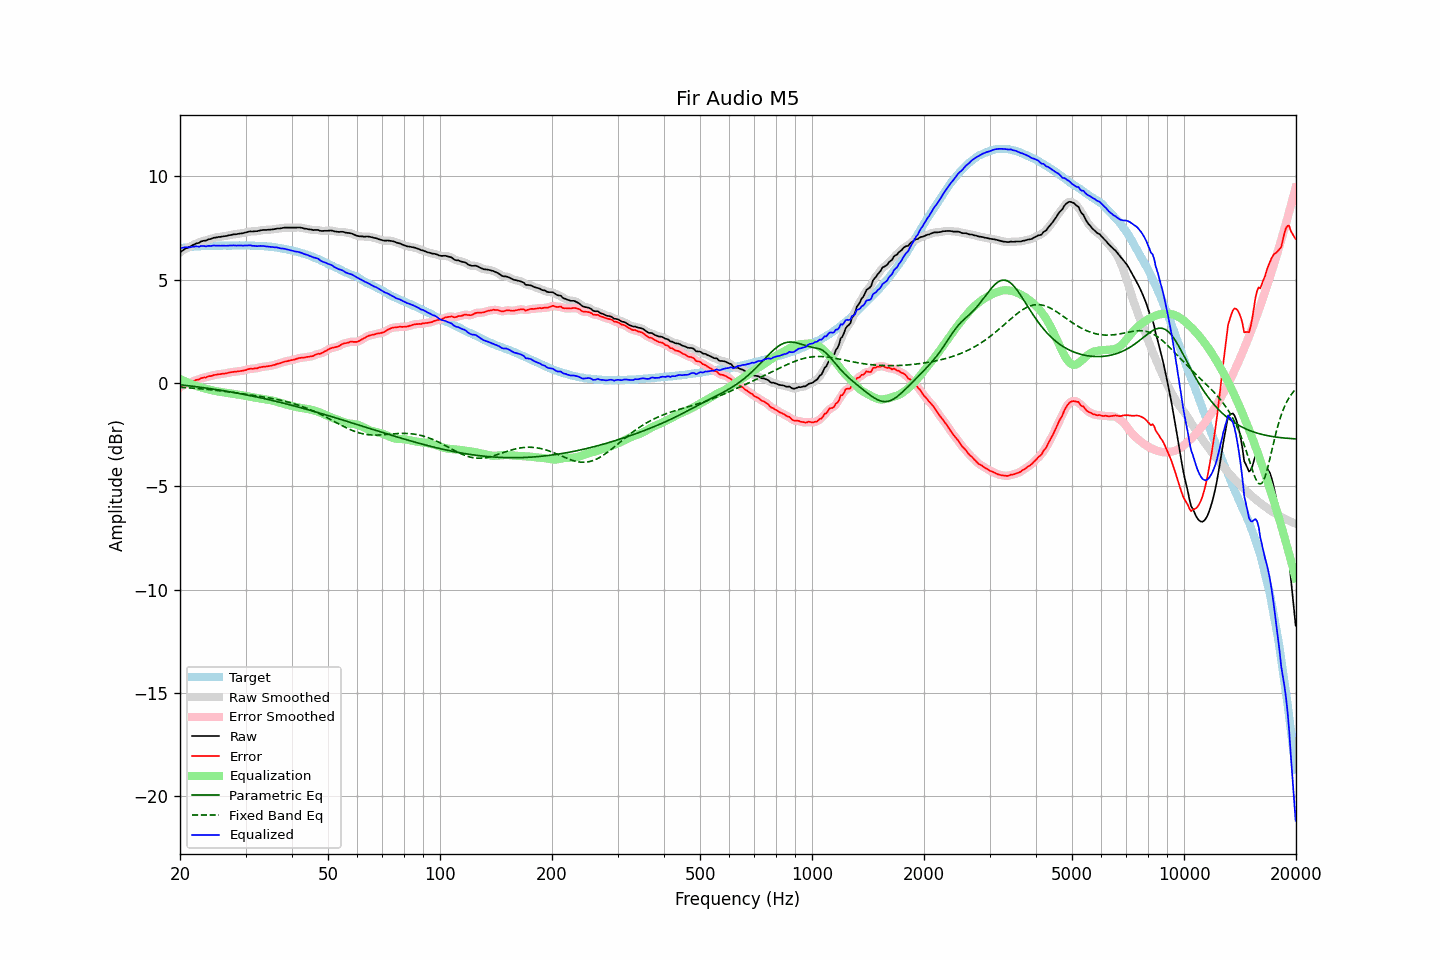 Fir Audio M5
Amplitude (dBr)
10
5
0
−5
−10
−15
−20
Target
Raw Smoothed
Error Smoothed
Raw
Error
Equalization
Parametric Eq
Fixed Band Eq
Equalized
20 50 100 200 500 1000 2000 5000 10000 20000
Frequency (Hz)